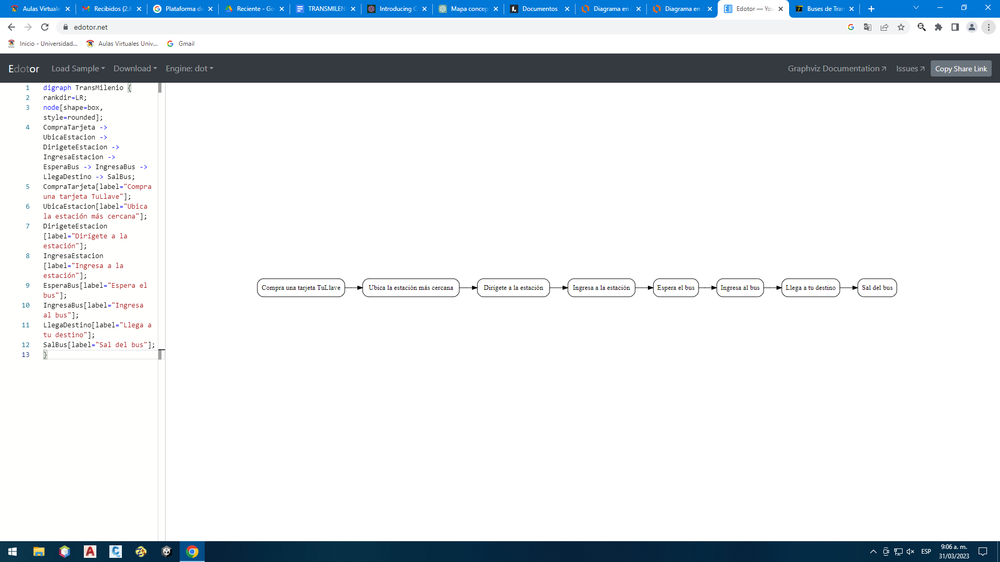 Aulas Virtuale
Recibidos (2.6
Plataforma de
Reciente - Go
TRANSMILEN
Introducing C
Mapa concep
Documentos
Diagrama en
Diagrama en
Edotor — You
Buses de Tran
edotor.net
Inicio - Universidad...
Aulas Virtuales Univ...
Gmail
Edotor
Load Sample
Download
Engine: dot
Graphviz Documentation
Issues
Copy Share Link
1 digraph TransMilenio {
2 rankdir=LR;
3 node[shape=box,
style=rounded];
4 CompraTarjeta ->
UbicaEstacion ->
DirigeteEstacion ->
IngresaEstacion ->
EsperaBus -> IngresaBus ->
LlegaDestino -> SalBus;
5 CompraTarjeta[label="Compra
una tarjeta TuLlave"];
6 UbicaEstacion[label="Ubica
la estación más cercana"];
7 DirigeteEstacion
[label="Dirígete a la
estación"];
8 IngresaEstacion
[label="Ingresa a la
estación"];
9 EsperaBus[label="Espera el
bus"];
10 IngresaBus[label="Ingresa
al bus"];
11 LlegaDestino[label="Llega a
tu destino"];
12 SalBus[label="Sal del bus"];
13 }
Compra una tarjeta TuLlave
Ubica la estación más cercana
Dirígete a la estación
Ingresa a la estación
Espera el bus
Ingresa al bus
Llega a tu destino
Sal del bus
ESP
9:06 a. m.
31/03/2023